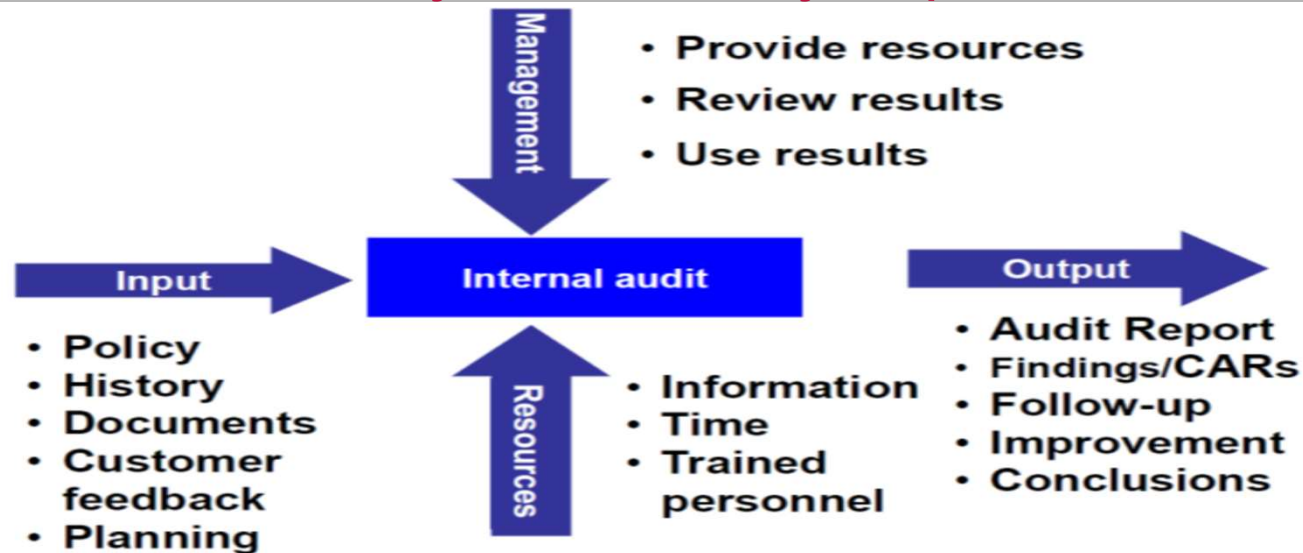 Management
• Provide resources
• Review results
• Use results
Input
Internal audit
Output
• Policy
• History
• Documents
• Customer
feedback
• Planning
Resources
• Information
• Time
• Trained
personnel
• Audit Report
• Findings/CARs
• Follow-up
• Improvement
• Conclusions